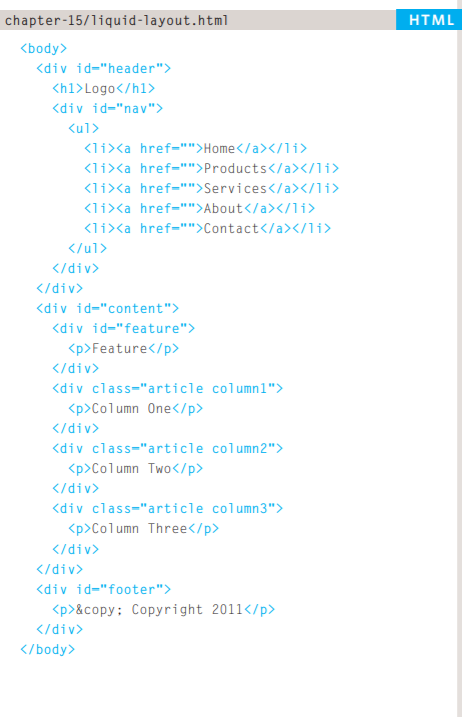 chapter-15/liquid-layout.html HTML
<body>
<div id="header">
<h1>Logo</h1>
<div id="nav">
<ul>
<li><a href="">Home</a></li>
<li><a href="">Products</a></li>
<li><a href="">Services</a></li>
<li><a href="">About</a></li>
<li><a href="">Contact</a></li>
</ul>
</div>
</div>
<div id="content">
<div id="feature">
<p>Feature</p>
</div>
<div class="article column1">
<p>Column One</p>
</div>
<div class="article column2">
<p>Column Two</p>
</div>
<div class="article column3">
<p>Column Three</p>
</div>
</div>
<div id="footer">
<p>&copy; Copyright 2011</p>
</div>
</body>